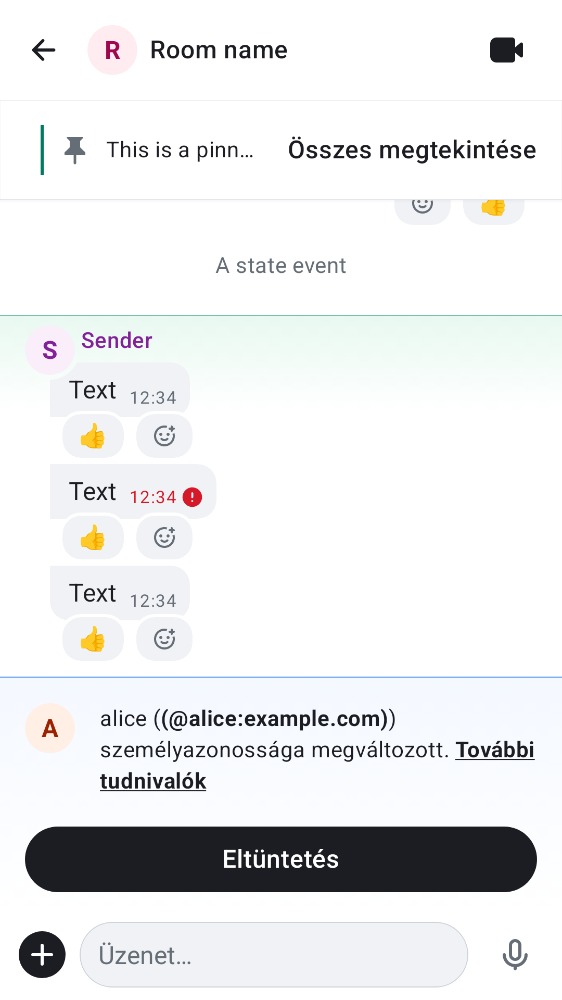 R Room name
This is a pinn… Összes megtekintése
A state event
S Sender
Text 12:34
Text 12:34
Text 12:34
A alice ((@alice:example.com))
személyazonossága megváltozott. További
tudnivalók
Eltüntetés
Üzenet…